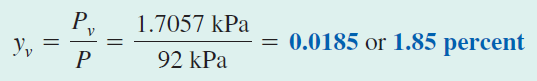 y_v = P_v / P = 1.7057 kPa / 92 kPa = 0.0185 or 1.85 percent